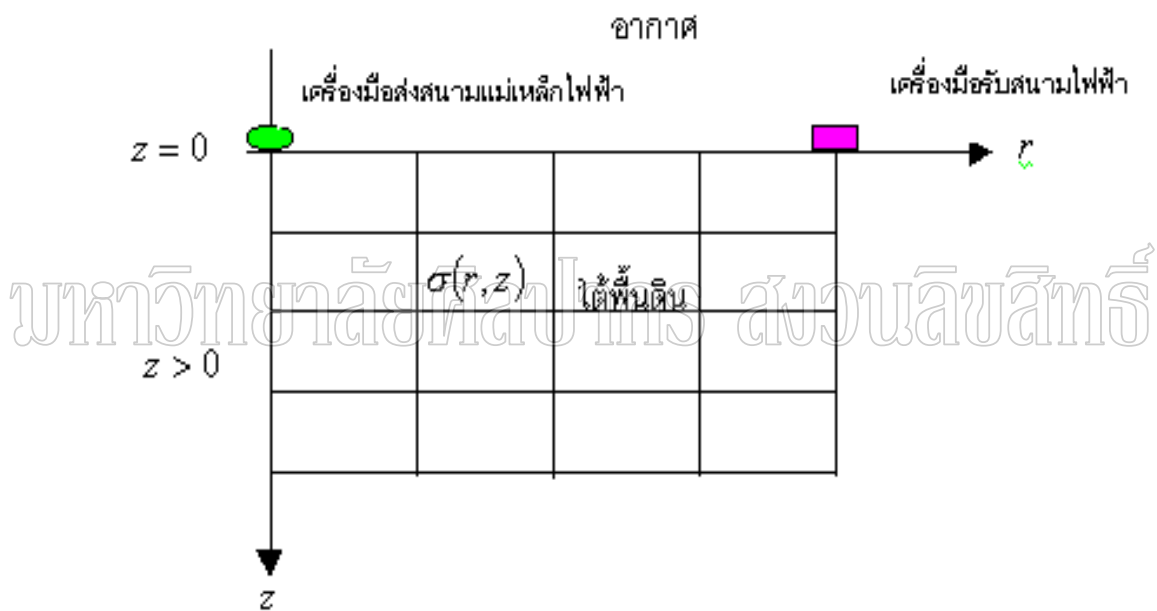 อากาศ
เครื่องมือส่งสนามแม่เหล็กไฟฟ้า
เครื่องมือรับสนามไฟฟ้า
z = 0
r
σ(r,z)
ใต้พื้นดิน
มหาวิทยาลัยศิลปากร สงวนลิขสิทธิ์
z > 0
z